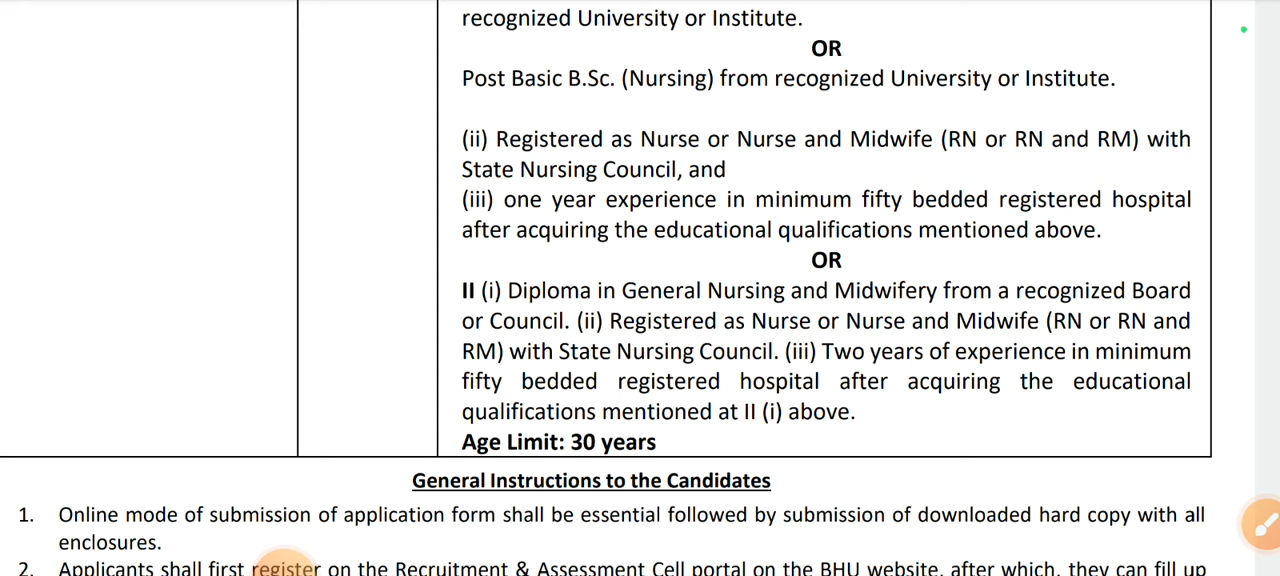 recognized University or Institute.
OR
Post Basic B.Sc. (Nursing) from recognized University or Institute.
(ii) Registered as Nurse or Nurse and Midwife (RN or RN and RM) with
State Nursing Council, and
(iii) one year experience in minimum fifty bedded registered hospital
after acquiring the educational qualifications mentioned above.
OR
II (i) Diploma in General Nursing and Midwifery from a recognized Board
or Council. (ii) Registered as Nurse or Nurse and Midwife (RN or RN and
RM) with State Nursing Council. (iii) Two years of experience in minimum
fifty bedded registered hospital after acquiring the educational
qualifications mentioned at II (i) above.
Age Limit: 30 years
General Instructions to the Candidates
1. Online mode of submission of application form shall be essential followed by submission of downloaded hard copy with all
enclosures.
2. Applicants shall first register on the Recruitment & Assessment Cell portal on the BHU website, after which, they can fill up